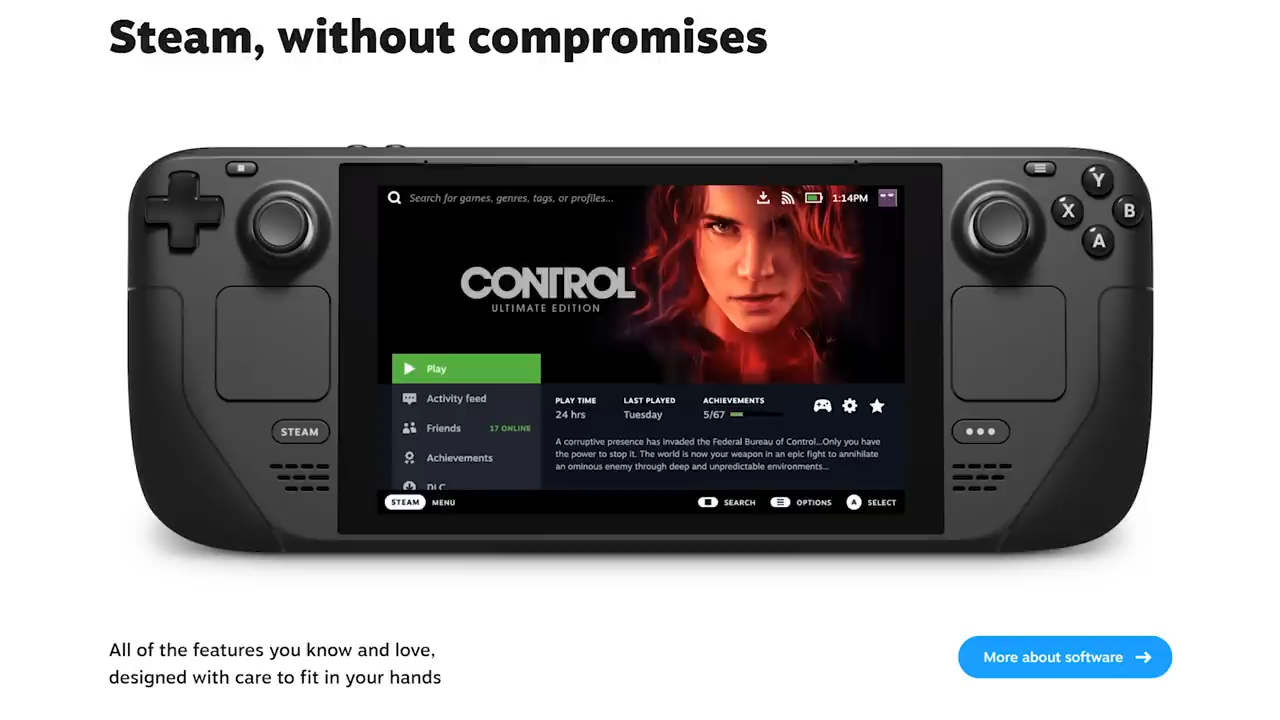 Steam, without compromises
Y
X B
A
Search for games, genres, tags, or profiles...
1:14PM
CONTROL
ULTIMATE EDITION
Play
Activity feed
Friends 17 ONLINE
Achievements
DLC
PLAY TIME LAST PLAYED ACHIEVEMENTS
24 hrs Tuesday 5/67
A corruptive presence has invaded the Federal Bureau of Control...Only you have
the power to stop it. The world is now your weapon in an epic fight to annihilate
an ominous enemy through deep and unpredictable environments...
STEAM
STEAM MENU SEARCH OPTIONS A SELECT
All of the features you know and love,
designed with care to fit in your hands
More about software